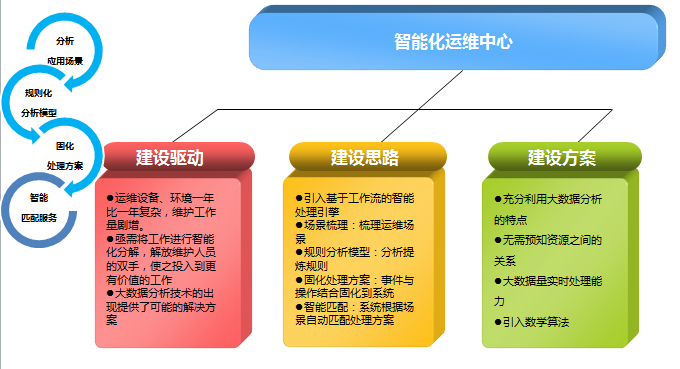 智能化运维中心
分析
应用场景
规则化
分析模型
固化
处理方案
智能
匹配服务
建设驱动
●运维设备、环境一年
比一年复杂，维护工作
量剧增。
●亟需将工作进行智能
化分解，解放维护人员
的双手，使之投入到更
有价值的工作
●大数据分析技术的出
现提供了可能的解决方
案
建设思路
●引入基于工作流的智能
处理引擎
●场景梳理：梳理运维场
景
●规则分析模型：分析提
炼规则
●固化处理方案：事件与
操作结合固化到系统
●智能匹配：系统根据场
景自动匹配处理方案
建设方案
●充分利用大数据分析
的特点
●无需预知资源之间的
关系
●大数据量实时处理能
力
●引入数学算法